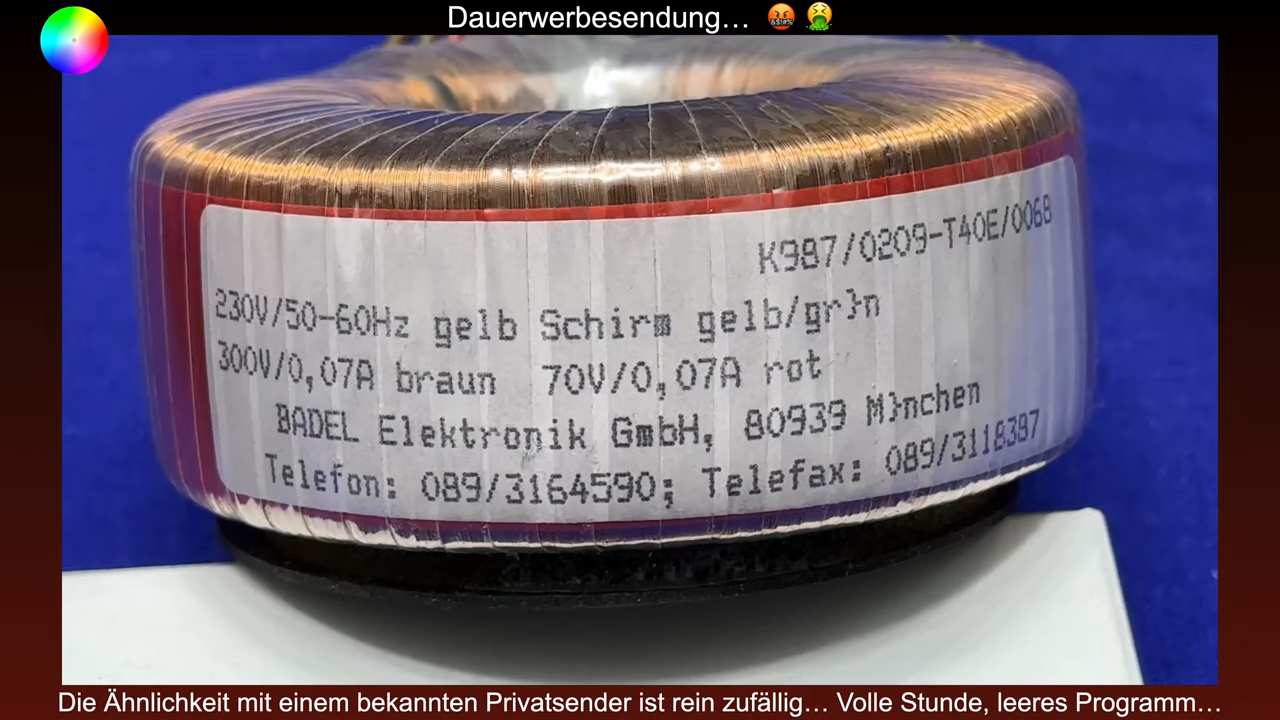 Dauerwerbesendung… 🤬 🤮
K987/0209-T40E/0068
230V/50-60Hz gelb Schirm gelb/gr}n
300V/0,07A braun 70V/0,07A rot
BADEL Elektronik GmbH, 80939 M}nchen
Telefon: 089/3164590; Telefax: 089/3118387
Die Ähnlichkeit mit einem bekannten Privatsender ist rein zufällig… Volle Stunde, leeres Programm…